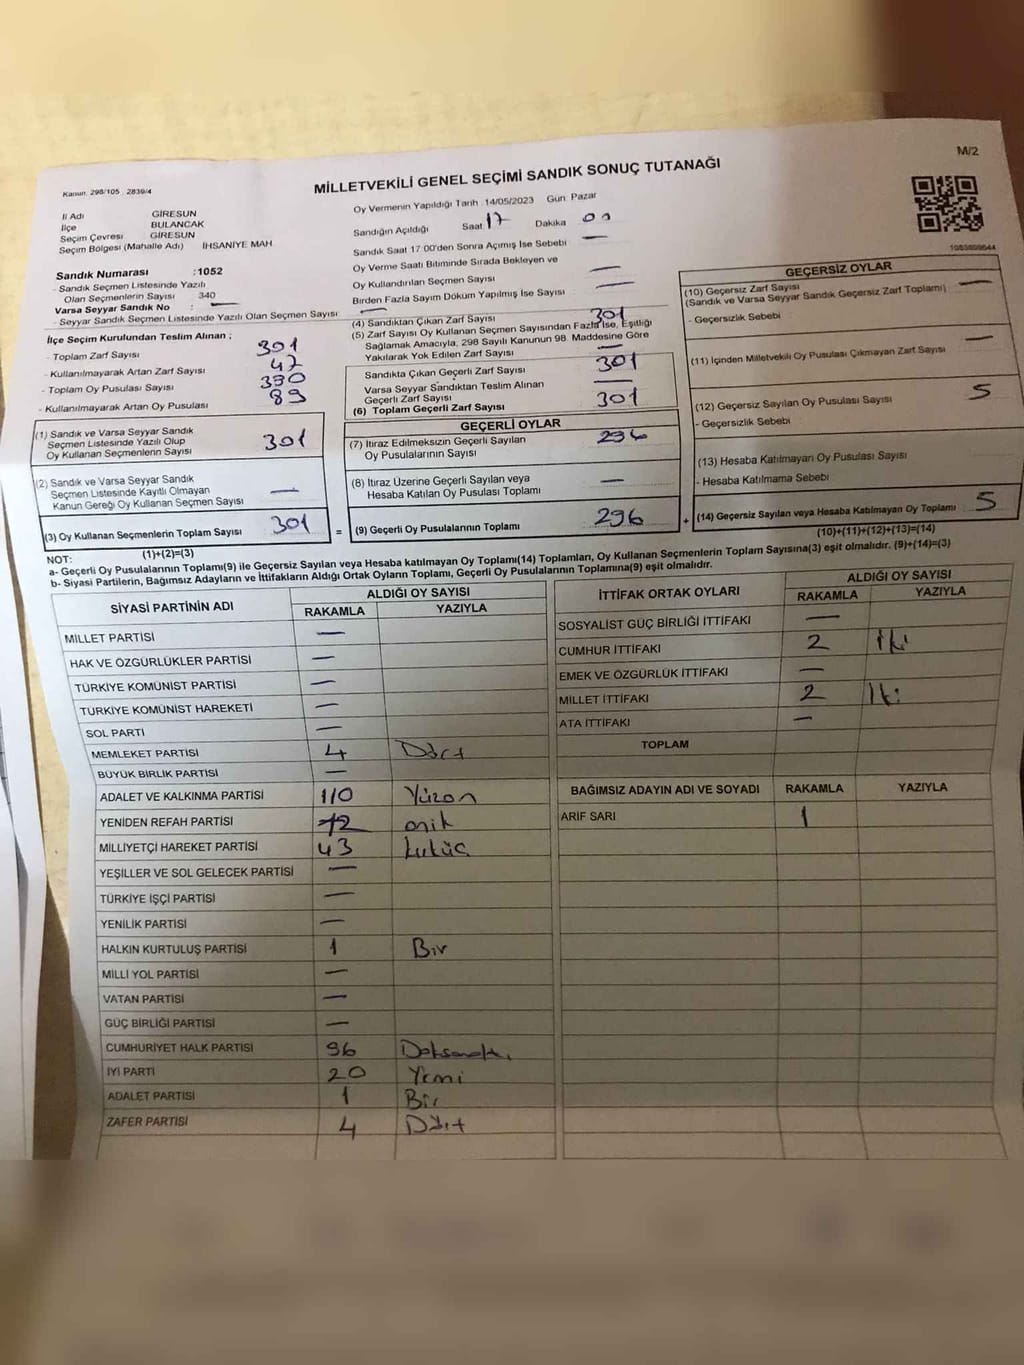 M/2
Kanun. 298/105 , 2839/4
MİLLETVEKİLİ GENEL SEÇİMİ SANDIK SONUÇ TUTANAĞI
İl Adı GİRESUN
İlçe BULANCAK
Seçim Çevresi GİRESUN
Seçim Bölgesi (Mahalle Adı) İHSANİYE MAH
Sandık Numarası :1052
- Sandık Seçmen Listesinde Yazılı
Olan Seçmenlerin Sayısı 340
Varsa Seyyar Sandık No : —
- Seyyar Sandık Seçmen Listesinde Yazılı Olan Seçmen Sayısı —
İlçe Seçim Kurulundan Teslim Alınan ;
- Toplam Zarf Sayısı 301
- Kullanılmayarak Artan Zarf Sayısı 47
- Toplam Oy Pusulası Sayısı 390
- Kullanılmayarak Artan Oy Pusulası 89
(1) Sandık ve Varsa Seyyar Sandık
Seçmen Listesinde Yazılı Olup
Oy Kullanan Seçmenlerin Sayısı 301
(2) Sandık ve Varsa Seyyar Sandık
Seçmen Listesinde Kayıtlı Olmayan
Kanun Gereği Oy Kullanan Seçmen Sayısı —
(3) Oy Kullanan Seçmenlerin Toplam Sayısı 301 =
(1)+(2)=(3)
Oy Vermenin Yapıldığı Tarih :14/05/2023 Gün: Pazar
Sandığın Açıldığı Saat 17 Dakika 01
Sandık Saat 17:00'den Sonra Açımış İse Sebebi —
Oy Verme Saati Bitiminde Sırada Bekleyen ve
Oy Kullandırılan Seçmen Sayısı —
Birden Fazla Sayım Döküm Yapılmış İse Sayısı —
(4) Sandıktan Çıkan Zarf Sayısı 301
(5) Zarf Sayısı Oy Kullanan Seçmen Sayısından Fazla İse, Eşitliği
Sağlamak Amacıyla, 298 Sayılı Kanunun 98. Maddesine Göre
Yakılarak Yok Edilen Zarf Sayısı —
Sandıkta Çıkan Geçerli Zarf Sayısı 301
Varsa Seyyar Sandıktan Teslim Alınan
Geçerli Zarf Sayısı —
(6) Toplam Geçerli Zarf Sayısı 301
GEÇERLİ OYLAR
(7) İtiraz Edilmeksizin Geçerli Sayılan
Oy Pusulalarının Sayısı 296
(8) İtiraz Üzerine Geçerli Sayılan veya
Hesaba Katılan Oy Pusulası Toplamı —
(9) Geçerli Oy Pusulalarının Toplamı 296 +
1083809644
GEÇERSİZ OYLAR
(10) Geçersiz Zarf Sayısı —
(Sandık ve Varsa Seyyar Sandık Geçersiz Zarf Toplamı)
- Geçersizlik Sebebi
(11) İçinden Milletvekili Oy Pusulası Çıkmayan Zarf Sayısı —
(12) Geçersiz Sayılan Oy Pusulası Sayısı 5
- Geçersizlik Sebebi
(13) Hesaba Katılmayan Oy Pusulası Sayısı
- Hesaba Katılmama Sebebi
(14) Geçersiz Sayılan veya Hesaba Katılmayan Oy Toplamı 5
(10)+(11)+(12)+(13)=(14)
NOT:
a- Geçerli Oy Pusulalarının Toplamı(9) ile Geçersiz Sayılan veya Hesaba katılmayan Oy Toplamı(14) Toplamları, Oy Kullanan Seçmenlerin Toplam Sayısına(3) eşit olmalıdır. (9)+(14)=(3)
b- Siyasi Partilerin, Bağımsız Adayların ve İttifakların Aldığı Ortak Oyların Toplamı, Geçerli Oy Pusulalarının Toplamına(9) eşit olmalıdır.
SİYASİ PARTİNİN ADI ALDIĞI OY SAYISI
RAKAMLA YAZIYLA
MİLLET PARTİSİ —
HAK VE ÖZGÜRLÜKLER PARTİSİ —
TÜRKİYE KOMÜNİST PARTİSİ —
TÜRKİYE KOMÜNİST HAREKETİ —
SOL PARTİ —
MEMLEKET PARTİSİ 4 Dört
BÜYÜK BİRLİK PARTİSİ —
ADALET VE KALKINMA PARTİSİ 110 Yüzon
YENİDEN REFAH PARTİSİ 12 oniki
MİLLİYETÇİ HAREKET PARTİSİ 43
YEŞİLLER VE SOL GELECEK PARTİSİ —
TÜRKİYE İŞÇİ PARTİSİ —
YENİLİK PARTİSİ —
HALKIN KURTULUŞ PARTİSİ 1 Bir
MİLLİ YOL PARTİSİ —
VATAN PARTİSİ —
GÜÇ BİRLİĞİ PARTİSİ —
CUMHURİYET HALK PARTİSİ 96 Doksanaltı
İYİ PARTİ 20 Yirmi
ADALET PARTİSİ 1 Bir
ZAFER PARTİSİ 4 Dört
İTTİFAK ORTAK OYLARI ALDIĞI OY SAYISI
RAKAMLA YAZIYLA
SOSYALİST GÜÇ BİRLİĞİ İTTİFAKI —
CUMHUR İTTİFAKI 2 İki
EMEK VE ÖZGÜRLÜK İTTİFAKI —
MİLLET İTTİFAKI 2 İki
ATA İTTİFAKI —
TOPLAM
BAĞIMSIZ ADAYIN ADI VE SOYADI RAKAMLA YAZIYLA
ARİF SARI 1